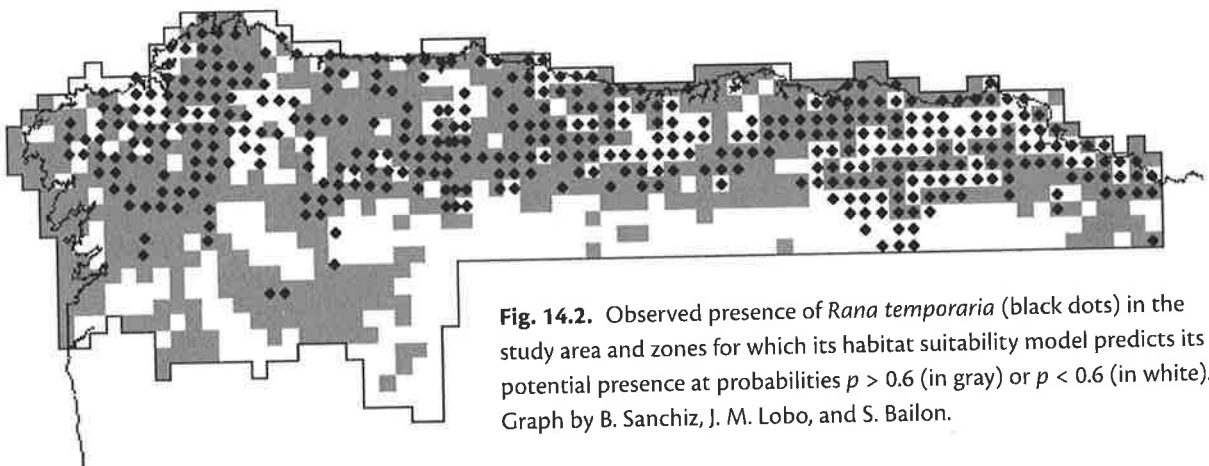 Fig. 14.2. Observed presence of Rana temporaria (black dots) in the
study area and zones for which its habitat suitability model predicts its
potential presence at probabilities p > 0.6 (in gray) or p < 0.6 (in white).
Graph by B. Sanchiz, J. M. Lobo, and S. Bailon.